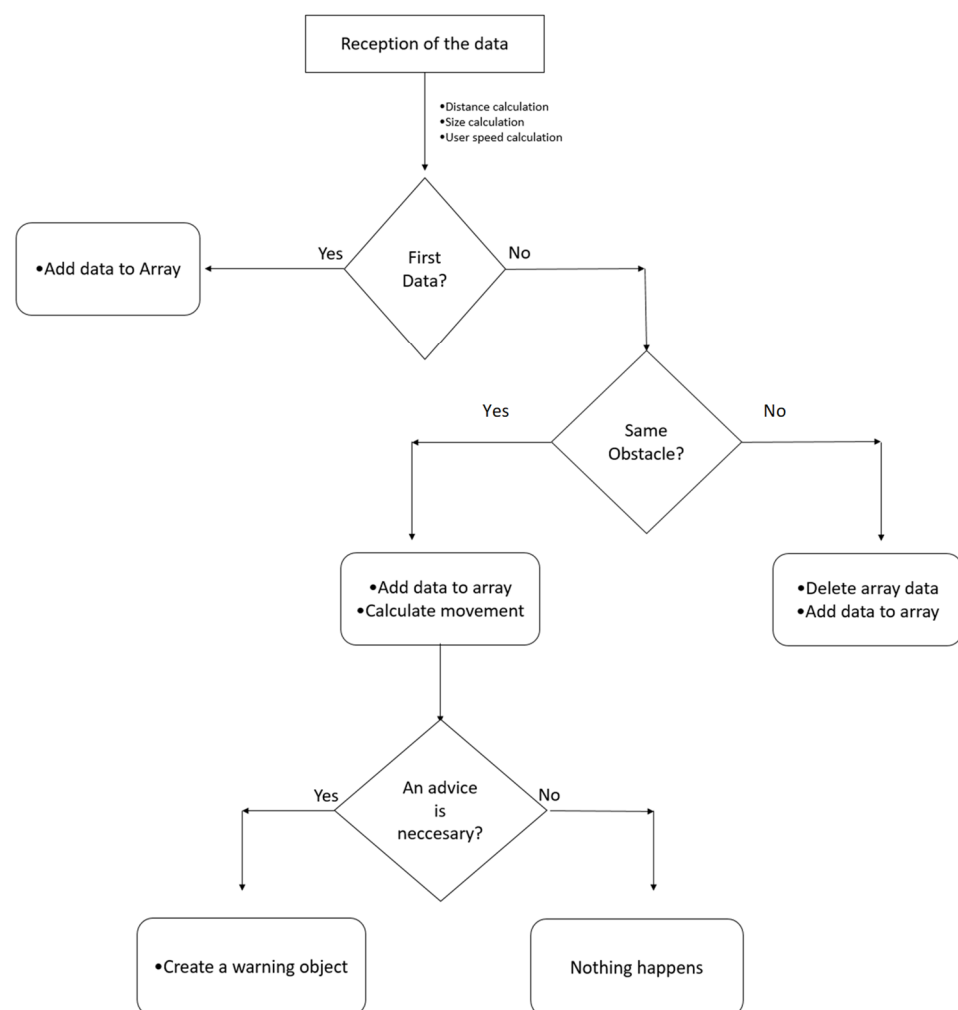 Reception of the data
•Distance calculation
•Size calculation
•User speed calculation
Yes
No
First
Data?
•Add data to Array
Yes
No
Same
Obstacle?
•Add data to array
•Calculate movement
•Delete array data
•Add data to array
Yes
No
An advice
is
neccesary?
•Create a warning object
Nothing happens